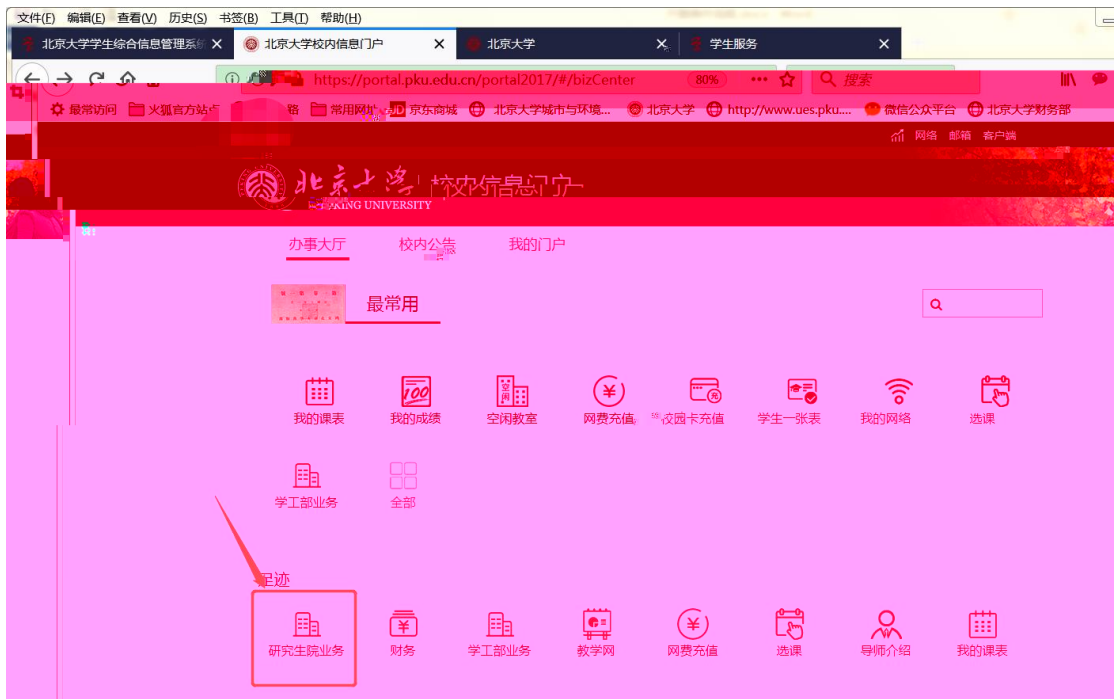 文件(F) 编辑(E) 查看(V) 历史(S) 书签(B) 工具(T) 帮助(H)
北京大学学生综合信息管理系统 北京大学校内信息门户 北京大学 学生服务
https://portal.pku.edu.cn/portal2017/#/bizCenter 80% 搜索
最常访问 火狐官方站点 常用网址 JD 京东商城 北京大学城市与环境... 北京大学 http://www.ues.pku.... 微信公众平台 北京大学财务部
网络 邮箱 客户端
北京大学 校内信息门户
PEKING UNIVERSITY
办事大厅 校内公告 我的门户
最常用
我的课表 我的成绩 空闲教室 网费充值 校园卡充值 学生一张表 我的网络 选课
学工部业务 全部
足迹
研究生院业务 财务 学工部业务 教学网 网费充值 选课 导师介绍 我的课表